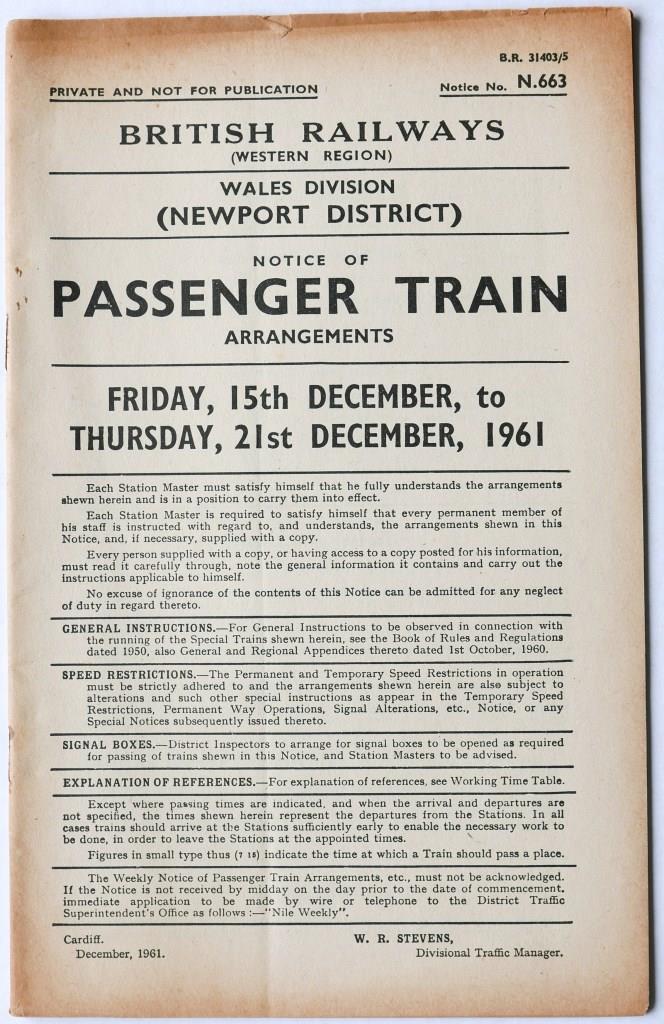 B.R. 31403/5
PRIVATE AND NOT FOR PUBLICATION Notice No. N.663
BRITISH RAILWAYS
(WESTERN REGION)
WALES DIVISION
(NEWPORT DISTRICT)
NOTICE OF
PASSENGER TRAIN
ARRANGEMENTS
FRIDAY, 15th DECEMBER, to
THURSDAY, 21st DECEMBER, 1961
Each Station Master must satisfy himself that he fully understands the arrangements
shewn herein and is in a position to carry them into effect.
Each Station Master is required to satisfy himself that every permanent member of
his staff is instructed with regard to, and understands, the arrangements shewn in this
Notice, and, if necessary, supplied with a copy.
Every person supplied with a copy, or having access to a copy posted for his information,
must read it carefully through, note the general information it contains and carry out the
instructions applicable to himself.
No excuse of ignorance of the contents of this Notice can be admitted for any neglect
of duty in regard thereto.
GENERAL INSTRUCTIONS.—For General Instructions to be observed in connection with
the running of the Special Trains shewn herein, see the Book of Rules and Regulations
dated 1950, also General and Regional Appendices thereto dated 1st October, 1960.
SPEED RESTRICTIONS.—The Permanent and Temporary Speed Restrictions in operation
must be strictly adhered to and the arrangements shewn herein are also subject to
alterations and such other special instructions as appear in the Temporary Speed
Restrictions, Permanent Way Operations, Signal Alterations, etc., Notice, or any
Special Notices subsequently issued thereto.
SIGNAL BOXES.—District Inspectors to arrange for signal boxes to be opened as required
for passing of trains shewn in this Notice, and Station Masters to be advised.
EXPLANATION OF REFERENCES.—For explanation of references, see Working Time Table.
Except where passing times are indicated, and when the arrival and departures are
not specified, the times shewn herein represent the departures from the Stations. In all
cases trains should arrive at the Stations sufficiently early to enable the necessary work to
be done, in order to leave the Stations at the appointed times.
Figures in small type thus (7 15) indicate the time at which a Train should pass a place.
The Weekly Notice of Passenger Train Arrangements, etc., must not be acknowledged.
If the Notice is not received by midday on the day prior to the date of commencement,
immediate application to be made by wire or telephone to the District Traffic
Superintendent's Office as follows :—"Nile Weekly".
Cardiff. W. R. STEVENS,
December, 1961. Divisional Traffic Manager.